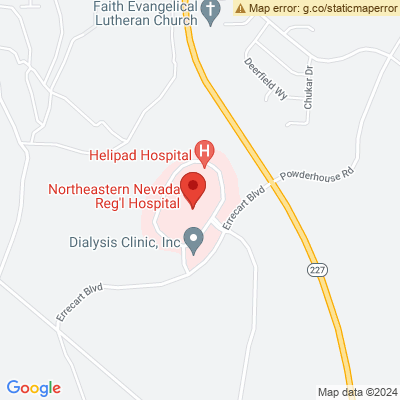 Map error: g.co/staticmaperror
Faith Evangelical
Lutheran Church
Deerfield Wy
Chukar Dr
Helipad Hospital
H
Powderhouse Rd
Northeastern Nevada
Reg'l Hospital
Errecart Blvd
Dialysis Clinic, Inc
227
Errecart Blvd
Google
Map data ©2024